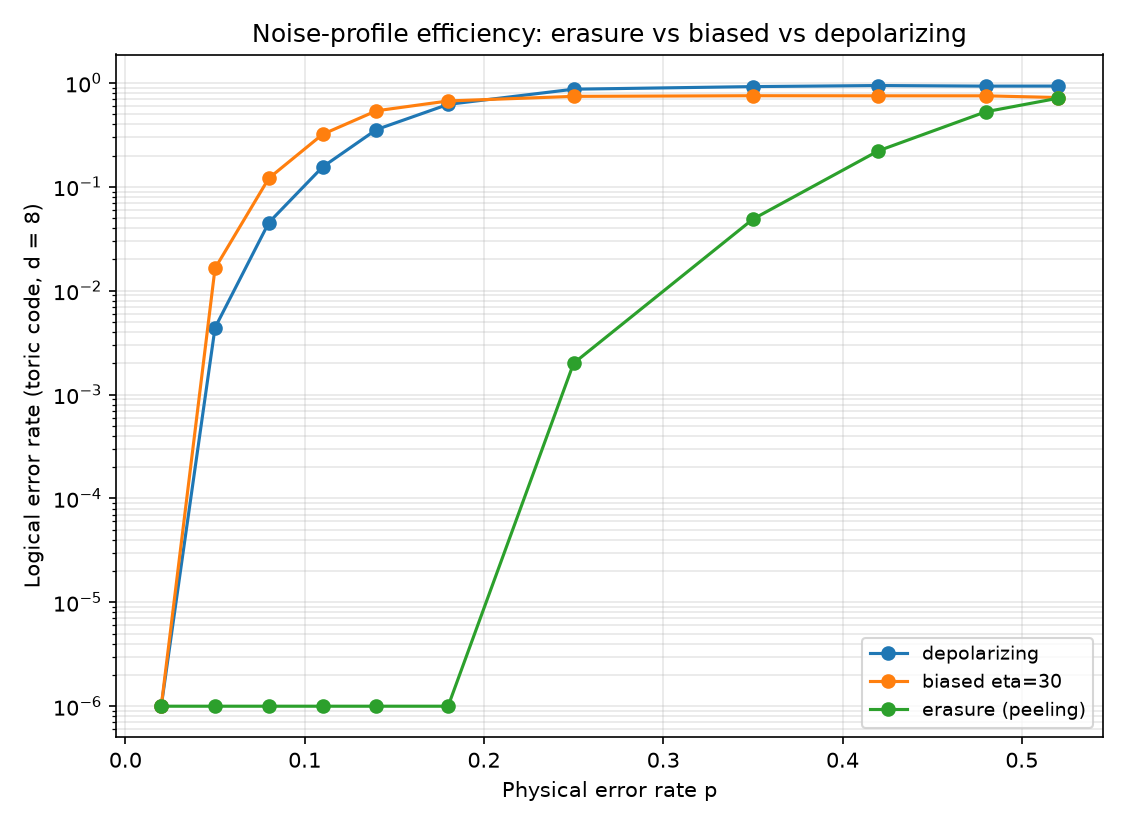 Noise-profile efficiency: erasure vs biased vs depolarizing
Logical error rate (toric code, d = 8)
10⁰
10⁻¹
10⁻²
10⁻³
10⁻⁴
10⁻⁵
10⁻⁶
0.0 0.1 0.2 0.3 0.4 0.5
Physical error rate p
depolarizing
biased eta=30
erasure (peeling)